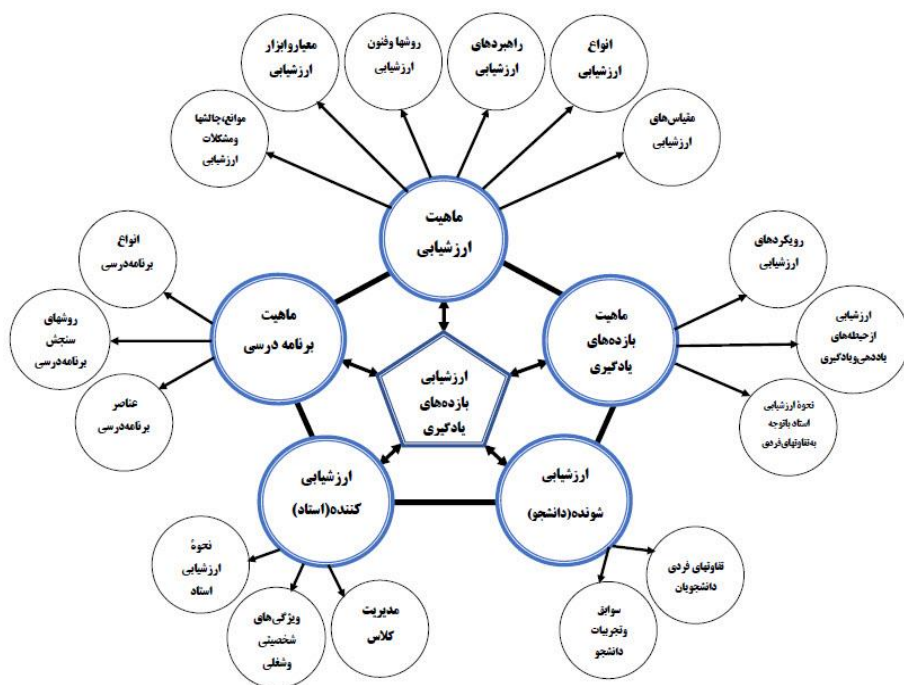 انواع
ارزشیابی
راهبردهای
ارزشیابی
روشها وفنون
ارزشیابی
معیاروابزار
ارزشیابی
موانع،چالشها
ومشکلات
ارزشیابی
مقیاس‌های
ارزشیابی
ماهیت
ارزشیابی
رویکردهای
ارزشیابی
ارزشیابی
ازحیطه‌های
یاددهی‌ویادگیری
نحوۀ ارزشیابی
استاد باتوجه
به‌تفاوتهای‌فردی
ماهیت
بازده‌های
یادگیری
ماهیت
برنامه درسی
انواع
برنامه‌درسی
روشهای
سنجش
برنامه‌درسی
عناصر
برنامه‌درسی
ارزشیابی
بازده‌های
یادگیری
ارزشیابی
شونده(دانشجو)
ارزشیابی
کننده(استاد)
تفاوتهای فردی
دانشجویان
سوابق
وتجربیات
دانشجو
مدیریت
کلاس
ویژگی‌های
شخصیتی
وشغلی
نحوۀ
ارزشیابی
استاد